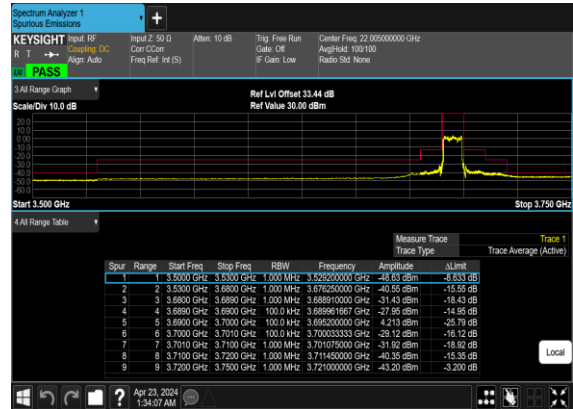 Spectrum Analyzer 1
Spurious Emissions
+
KEYSIGHT Input: RF Input Z: 50 Ω Atten: 10 dB Trig: Free Run Center Freq: 22.005000000 GHz
R T Coupling: DC Corr CCorr Gate: Off Avg|Hold: 100/100
Align: Auto Freq Ref: Int (S) IF Gain: Low Radio Std: None
LW PASS
3 All Range Graph
Ref Lvl Offset 33.44 dB
Scale/Div 10.0 dB Ref Value 30.00 dBm
20.0
10.0
0.00
-10.0
-20.0
-30.0
-40.0
-50.0
-60.0
Start 3.500 GHz Stop 3.750 GHz
4 All Range Table
Measure Trace Trace 1
Trace Type Trace Average (Active)
Spur Range Start Freq Stop Freq RBW Frequency Amplitude ΔLimit
1 1 3.5000 GHz 3.5300 GHz 1.000 MHz 3.529200000 GHz -48.63 dBm -8.633 dB
2 2 3.5300 GHz 3.6800 GHz 1.000 MHz 3.676250000 GHz -40.55 dBm -15.55 dB
3 3 3.6800 GHz 3.6890 GHz 1.000 MHz 3.688910000 GHz -31.43 dBm -18.43 dB
4 4 3.6890 GHz 3.6900 GHz 100.0 kHz 3.689961667 GHz -27.95 dBm -14.95 dB
5 5 3.6900 GHz 3.7000 GHz 100.0 kHz 3.695200000 GHz 4.213 dBm -25.79 dB
6 6 3.7000 GHz 3.7010 GHz 100.0 kHz 3.700033333 GHz -29.12 dBm -16.12 dB
7 7 3.7010 GHz 3.7100 GHz 1.000 MHz 3.701075000 GHz -31.92 dBm -18.92 dB
8 8 3.7100 GHz 3.7200 GHz 1.000 MHz 3.711450000 GHz -40.35 dBm -15.35 dB
9 9 3.7200 GHz 3.7500 GHz 1.000 MHz 3.721000000 GHz -43.20 dBm -3.200 dB
Local
? Apr 23, 2024
1:34:07 AM